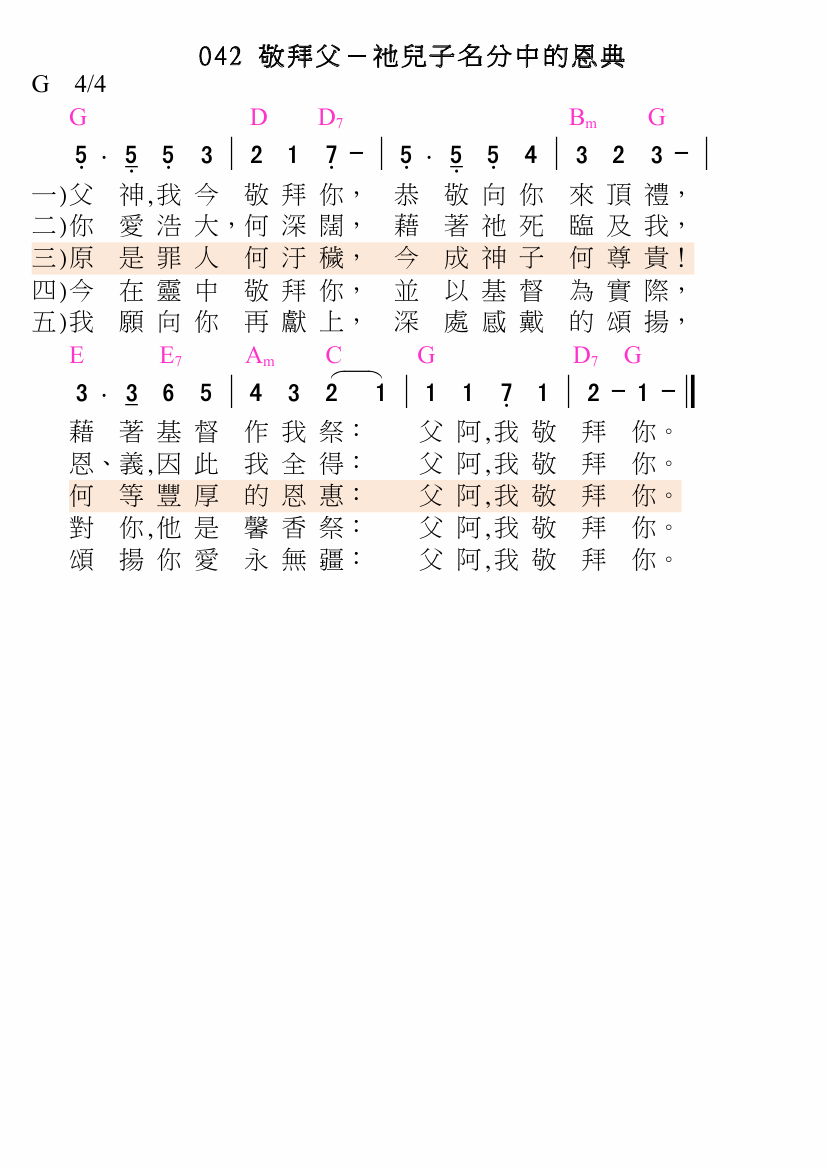 042 敬拜父－祂兒子名分中的恩典
G 4/4
G D D7 Bm G
5 . 5 5 3 | 2 1 7 － | 5 . 5 5 4 | 3 2 3 － |
一)父 神,我 今 敬 拜 你， 恭 敬 向 你 來 頂 禮，
二)你 愛 浩 大，何 深 闊， 藉 著 祂 死 臨 及 我，
三)原 是 罪 人 何 汙 穢， 今 成 神 子 何 尊 貴！
四)今 在 靈 中 敬 拜 你， 並 以 基 督 為 實 際，
五)我 願 向 你 再 獻 上， 深 處 感 戴 的 頌 揚，
E E7 Am C G D7 G
3 . 3 6 5 | 4 3 2 1 | 1 1 7 1 | 2 － 1 － ‖
藉 著 基 督 作 我 祭： 父 阿,我 敬 拜 你。
恩、義,因 此 我 全 得： 父 阿,我 敬 拜 你。
何 等 豐 厚 的 恩 惠： 父 阿,我 敬 拜 你。
對 你,他 是 馨 香 祭： 父 阿,我 敬 拜 你。
頌 揚 你 愛 永 無 疆： 父 阿,我 敬 拜 你。